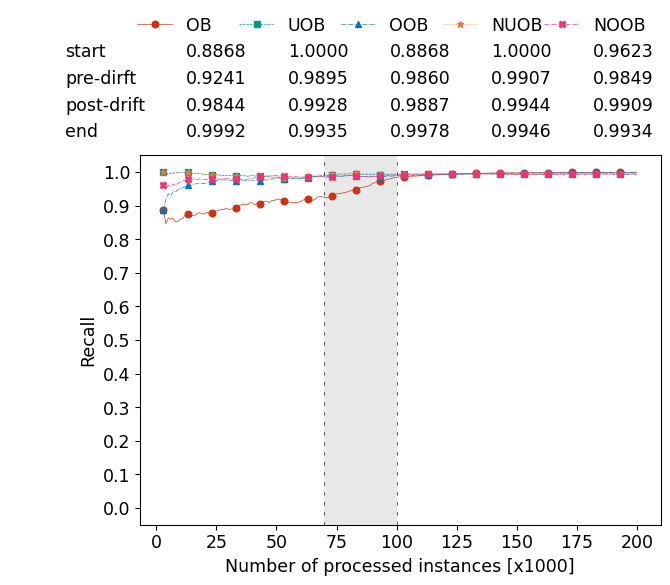 OB UOB OOB NUOB NOOB
start 0.8868 1.0000 0.8868 1.0000 0.9623
pre-dirft 0.9241 0.9895 0.9860 0.9907 0.9849
post-drift 0.9844 0.9928 0.9887 0.9944 0.9909
end 0.9992 0.9935 0.9978 0.9946 0.9934
1.0
0.9
0.8
0.7
0.6
0.5
0.4
0.3
0.2
0.1
0.0
Recall
0 25 50 75 100 125 150 175 200
Number of processed instances [x1000]